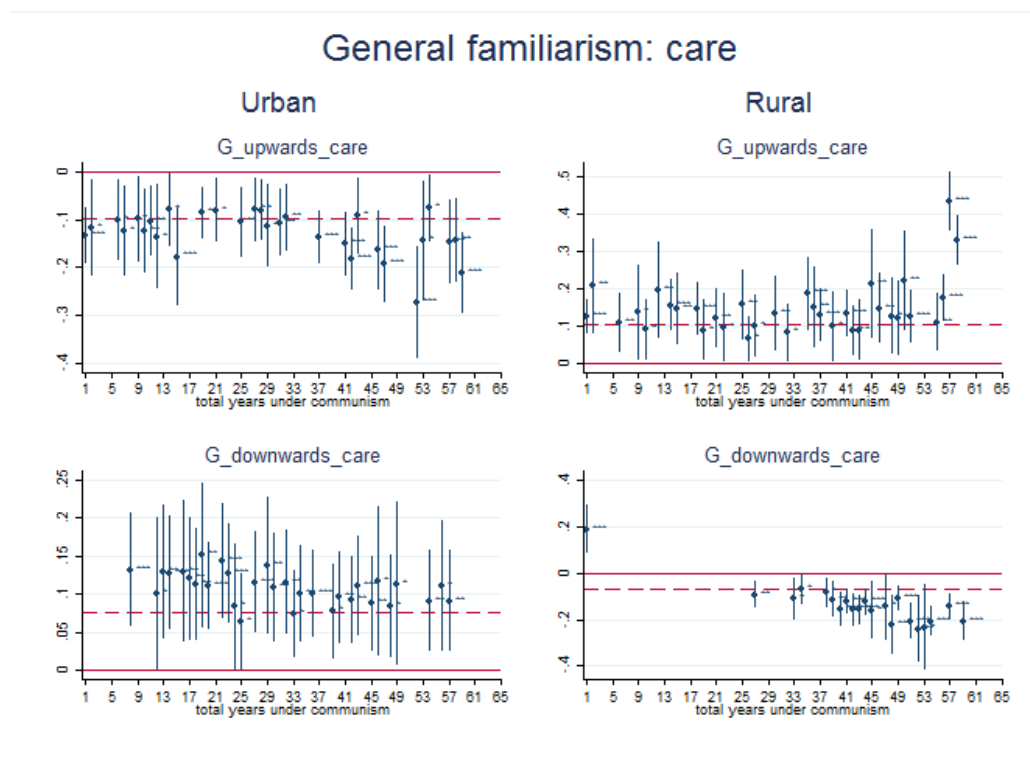 General familiarism: care
Urban
Rural
G_upwards_care
0
-.1
-.2
-.3
-.4
1 5 9 13 17 21 25 29 33 37 41 45 49 53 57 61 65
total years under communism
G_upwards_care
.5
.4
.3
.2
.1
0
1 5 9 13 17 21 25 29 33 37 41 45 49 53 57 61 65
total years under communism
G_downwards_care
.25
.2
.15
.1
.05
0
1 5 9 13 17 21 25 29 33 37 41 45 49 53 57 61 65
total years under communism
G_downwards_care
.4
.2
0
-.2
-.4
1 5 9 13 17 21 25 29 33 37 41 45 49 53 57 61 65
total years under communism